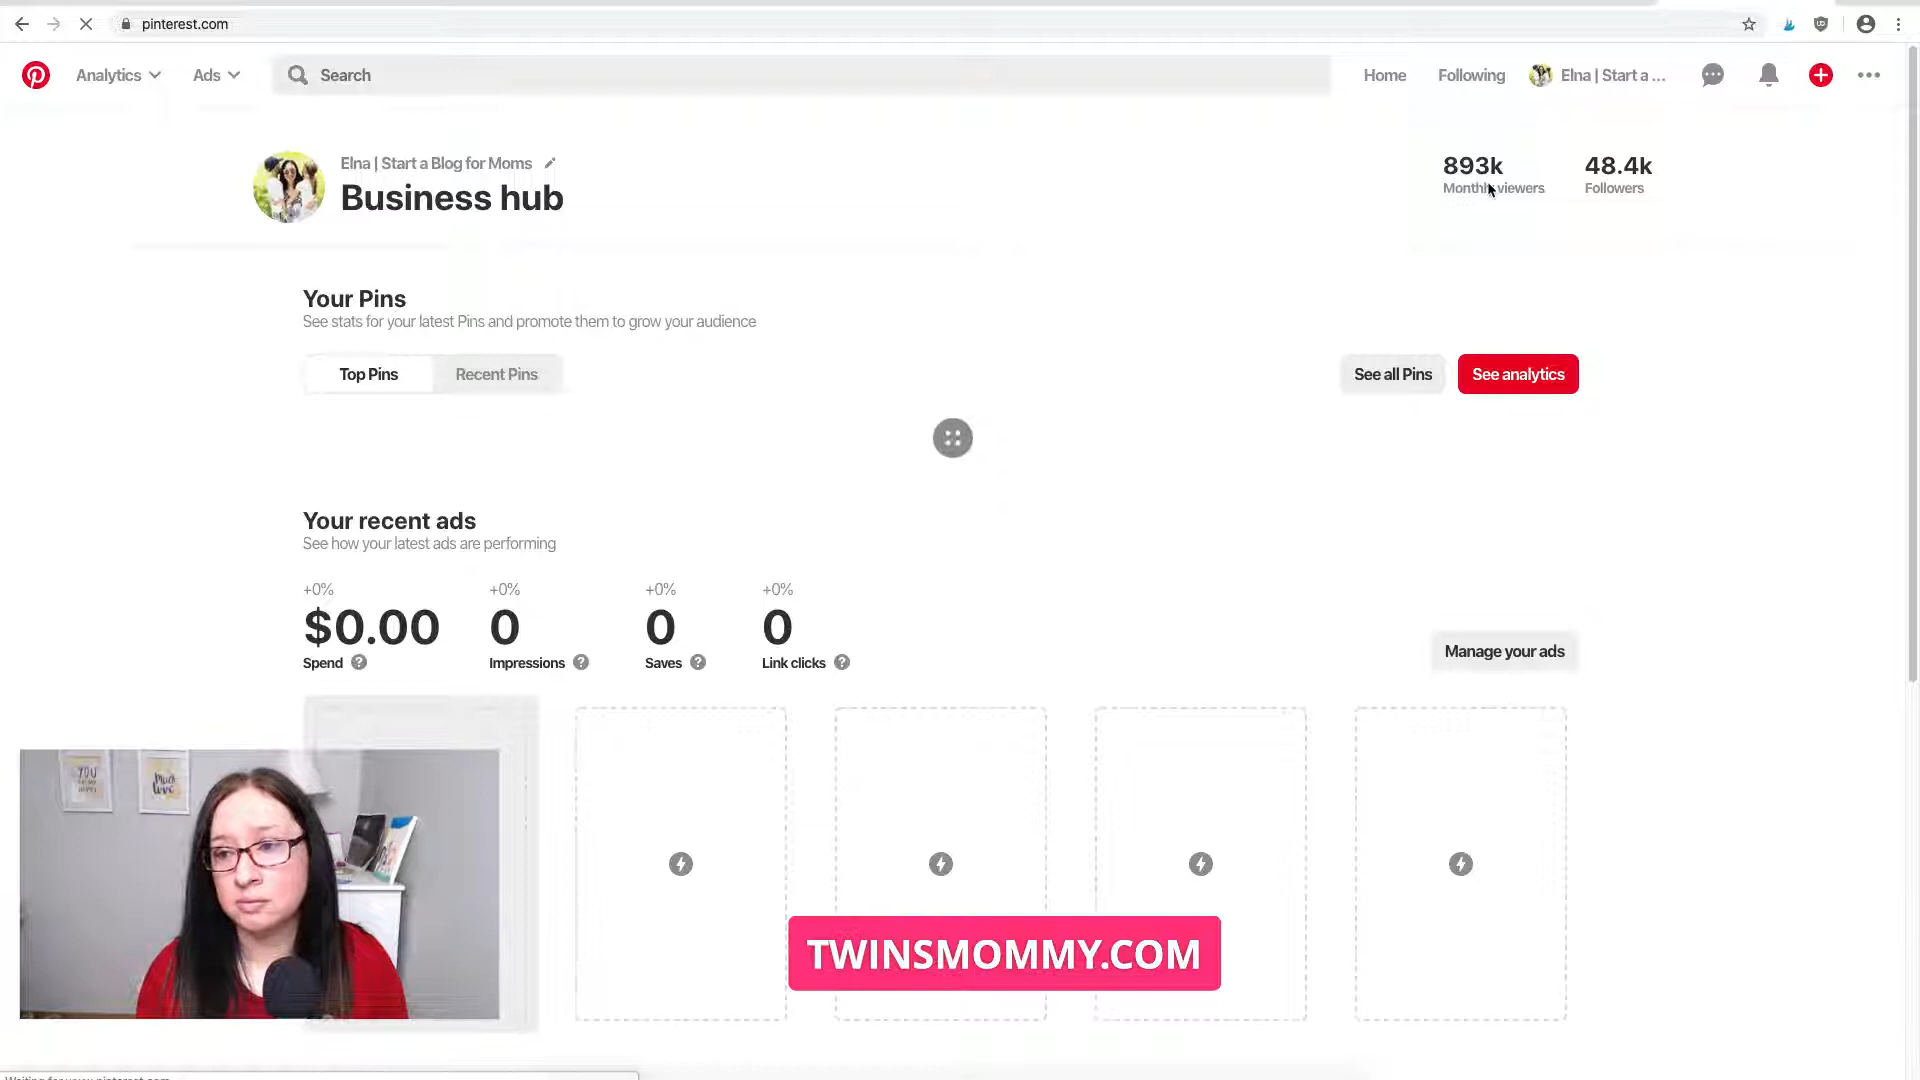 pinterest.com
Analytics
Ads
Search
Home
Following
Elna | Start a ...
Elna | Start a Blog for Moms
Business hub
893k
Monthly viewers
48.4k
Followers
Your Pins
See stats for your latest Pins and promote them to grow your audience
Top Pins
Recent Pins
See all Pins
See analytics
Your recent ads
See how your latest ads are performing
+0%
$0.00
Spend ?
+0%
0
Impressions ?
+0%
0
Saves ?
+0%
0
Link clicks ?
Manage your ads
YOU
much
love
TWINSMOMMY.COM